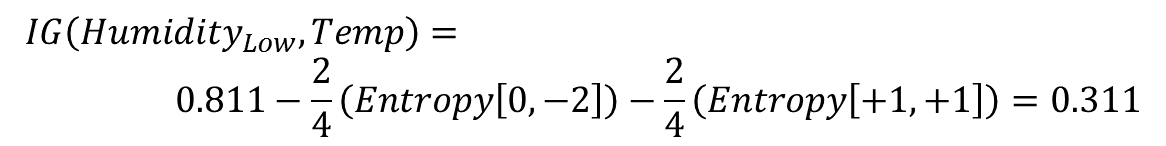 IG(Humidity_Low, Temp) =
0.811 − 2/4 (Entropy[0, −2]) − 2/4 (Entropy[+1, +1]) = 0.311